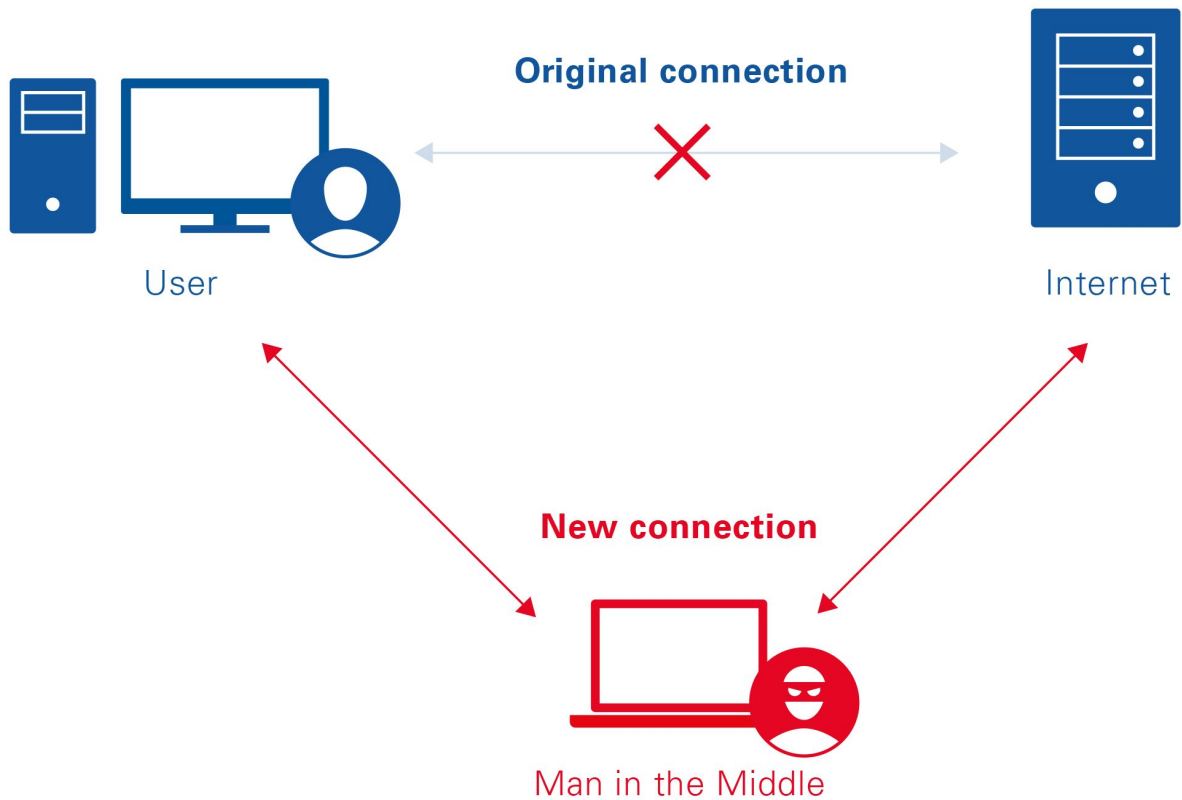 Original connection
User
Internet
New connection
Man in the Middle